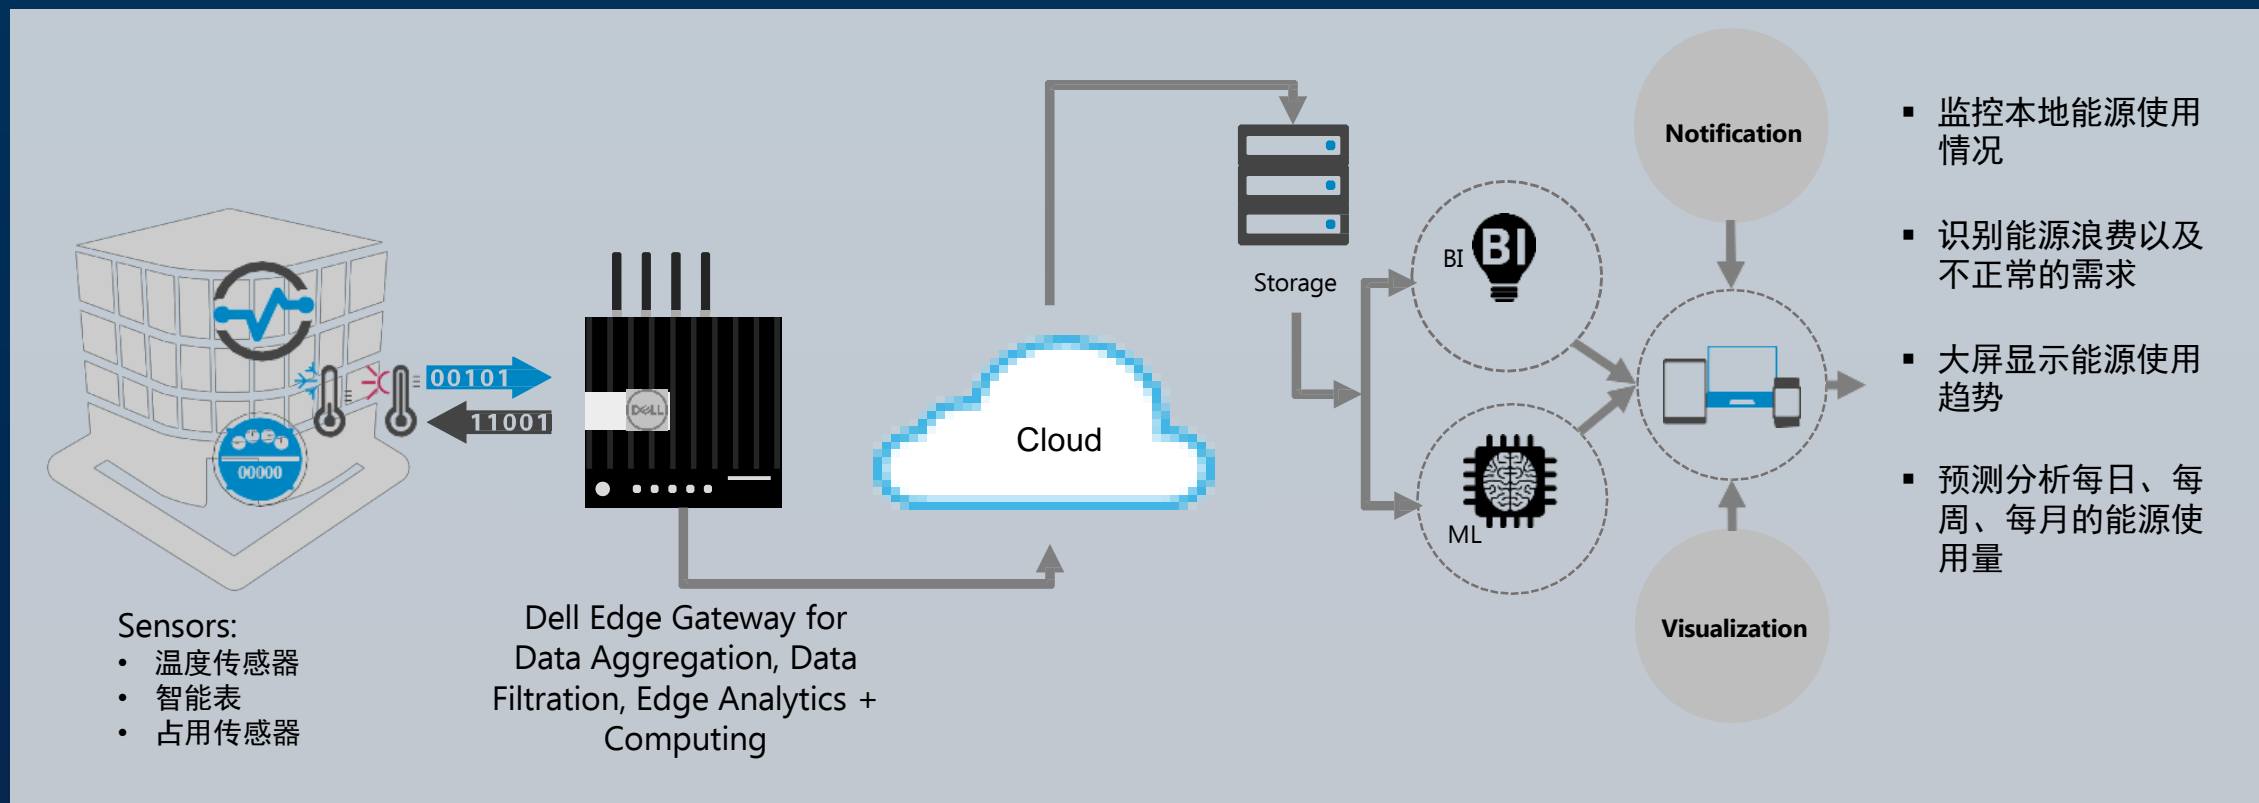 Notification
监控本地能源使用
情况
识别能源浪费以及
不正常的需求
BI
BI
Storage
大屏显示能源使用
趋势
00101
11001
DELL
Cloud
00000
预测分析每日、每
周、每月的能源使
用量
ML
Sensors:
• 温度传感器
• 智能表
• 占用传感器
Dell Edge Gateway for
Data Aggregation, Data
Filtration, Edge Analytics +
Computing
Visualization